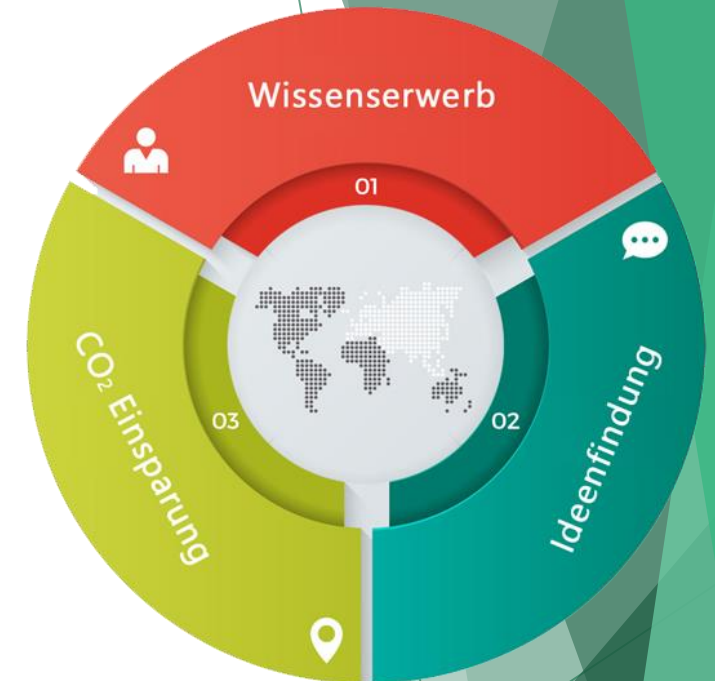 Wissenserwerb
01
Ideenfindung
02
CO₂ Einsparung
03